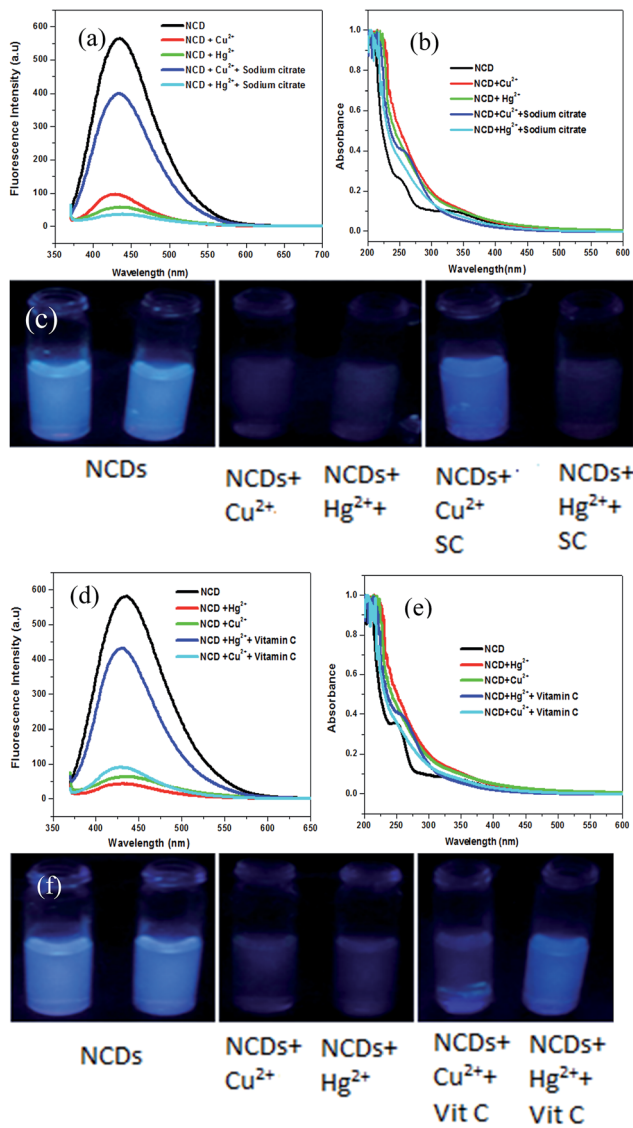 (a)
NCD
NCD + Cu²⁺
NCD + Hg²⁺
NCD + Cu²⁺+ Sodium citrate
NCD + Hg²⁺+ Sodium citrate
600
500
400
300
200
100
0
Fluorescence Intensity (a.u)
350 400 450 500 550 600 650 700
Wavelength (nm)
(b)
NCD
NCD+Cu²⁻
NCD+ Hg²⁻
NCD+Cu²⁻+Sodium citrate
NCD+Hg²⁻+Sodium citrate
1.0
0.8
0.6
0.4
0.2
0.0
Absorbance
200 250 300 350 400 450 500 550 600
Wavelength(nm)
(c)
NCDs
NCDs+
Cu²⁺
NCDs+
Hg²⁺+
NCDs+
Cu²⁺
SC
NCDs+
Hg²⁺+
SC
(d)
NCD
NCD +Hg²⁻
NCD +Cu²⁻
NCD +Hg²⁻+ Vitamin C
NCD +Cu²⁻+ Vitamin C
600
500
400
300
200
100
0
Fluorescence Intensity (a.u)
350 400 450 500 550 600 650
Wavelength (nm)
(e)
NCD
NCD+Hg²⁻
NCD+Cu²⁻
NCD+Hg²⁻+ Vitamin C
NCD+Cu²⁻+ Vitamin C
1.0
0.8
0.6
0.4
0.2
0.0
Absorbance
200 250 300 350 400 450 500 550 600
Wavelength (nm)
(f)
NCDs
NCDs+
Cu²⁺
NCDs+
Hg²⁺
NCDs+
Cu²⁺+
Vit C
NCDs+
Hg²⁺+
Vit C